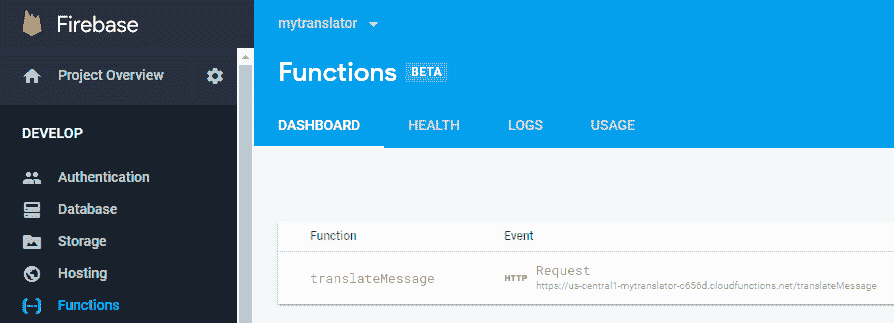 Firebase
Project Overview
DEVELOP
Authentication
Database
Storage
Hosting
Functions
mytranslator
Functions BETA
DASHBOARD HEALTH LOGS USAGE
Function Event
translateMessage HTTP Request
https://us-central1-mytranslator-c656d.cloudfunctions.net/translateMessage